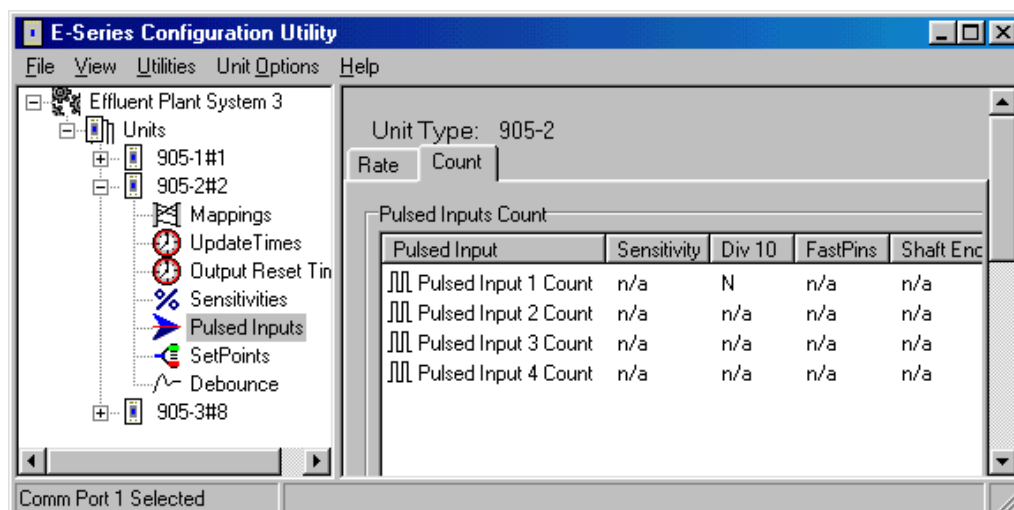 E-Series Configuration Utility
File View Utilities Unit Options Help
Effluent Plant System 3
Units
905-1#1
905-2#2
Mappings
UpdateTimes
Output Reset Tin
Sensitivities
Pulsed Inputs
SetPoints
Debounce
905-3#8
Unit Type: 905-2
Rate Count
Pulsed Inputs Count
Pulsed Input Sensitivity Div 10 FastPins Shaft Enc
Pulsed Input 1 Count n/a N n/a n/a
Pulsed Input 2 Count n/a n/a n/a n/a
Pulsed Input 3 Count n/a n/a n/a n/a
Pulsed Input 4 Count n/a n/a n/a n/a
Comm Port 1 Selected